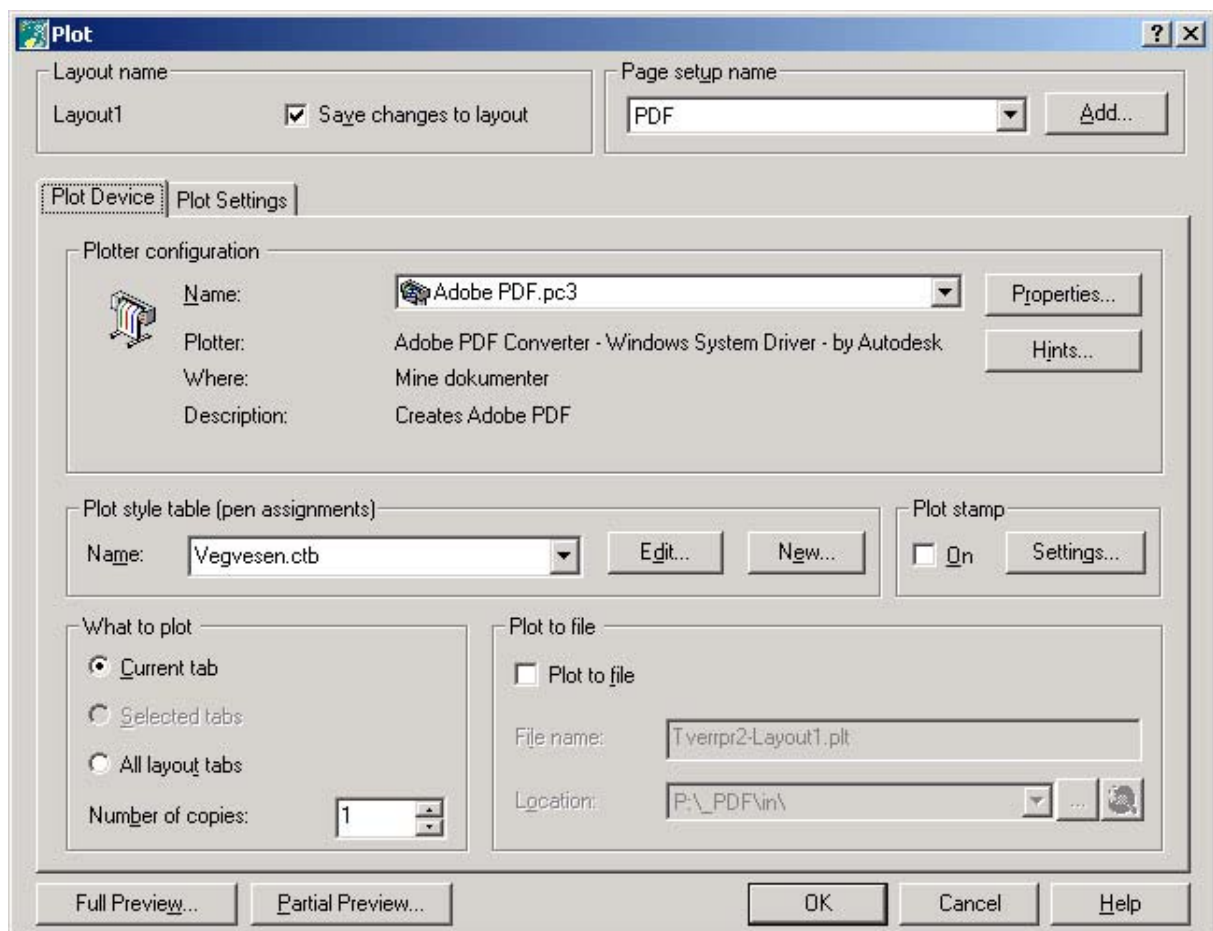 Plot
Layout name
Layout1
Save changes to layout
Page setup name
PDF
Add...
Plot Device
Plot Settings
Plotter configuration
Name:
Adobe PDF.pc3
Properties...
Plotter:
Adobe PDF Converter - Windows System Driver - by Autodesk
Hints...
Where:
Mine dokumenter
Description:
Creates Adobe PDF
Plot style table (pen assignments)
Name:
Vegvesen.ctb
Edit...
New...
Plot stamp
On
Settings...
What to plot
Current tab
Selected tabs
All layout tabs
Number of copies:
1
Plot to file
Plot to file
File name:
Tverrpr2-Layout1.plt
Location:
P:\_PDF\in\
...
Full Preview...
Partial Preview...
OK
Cancel
Help